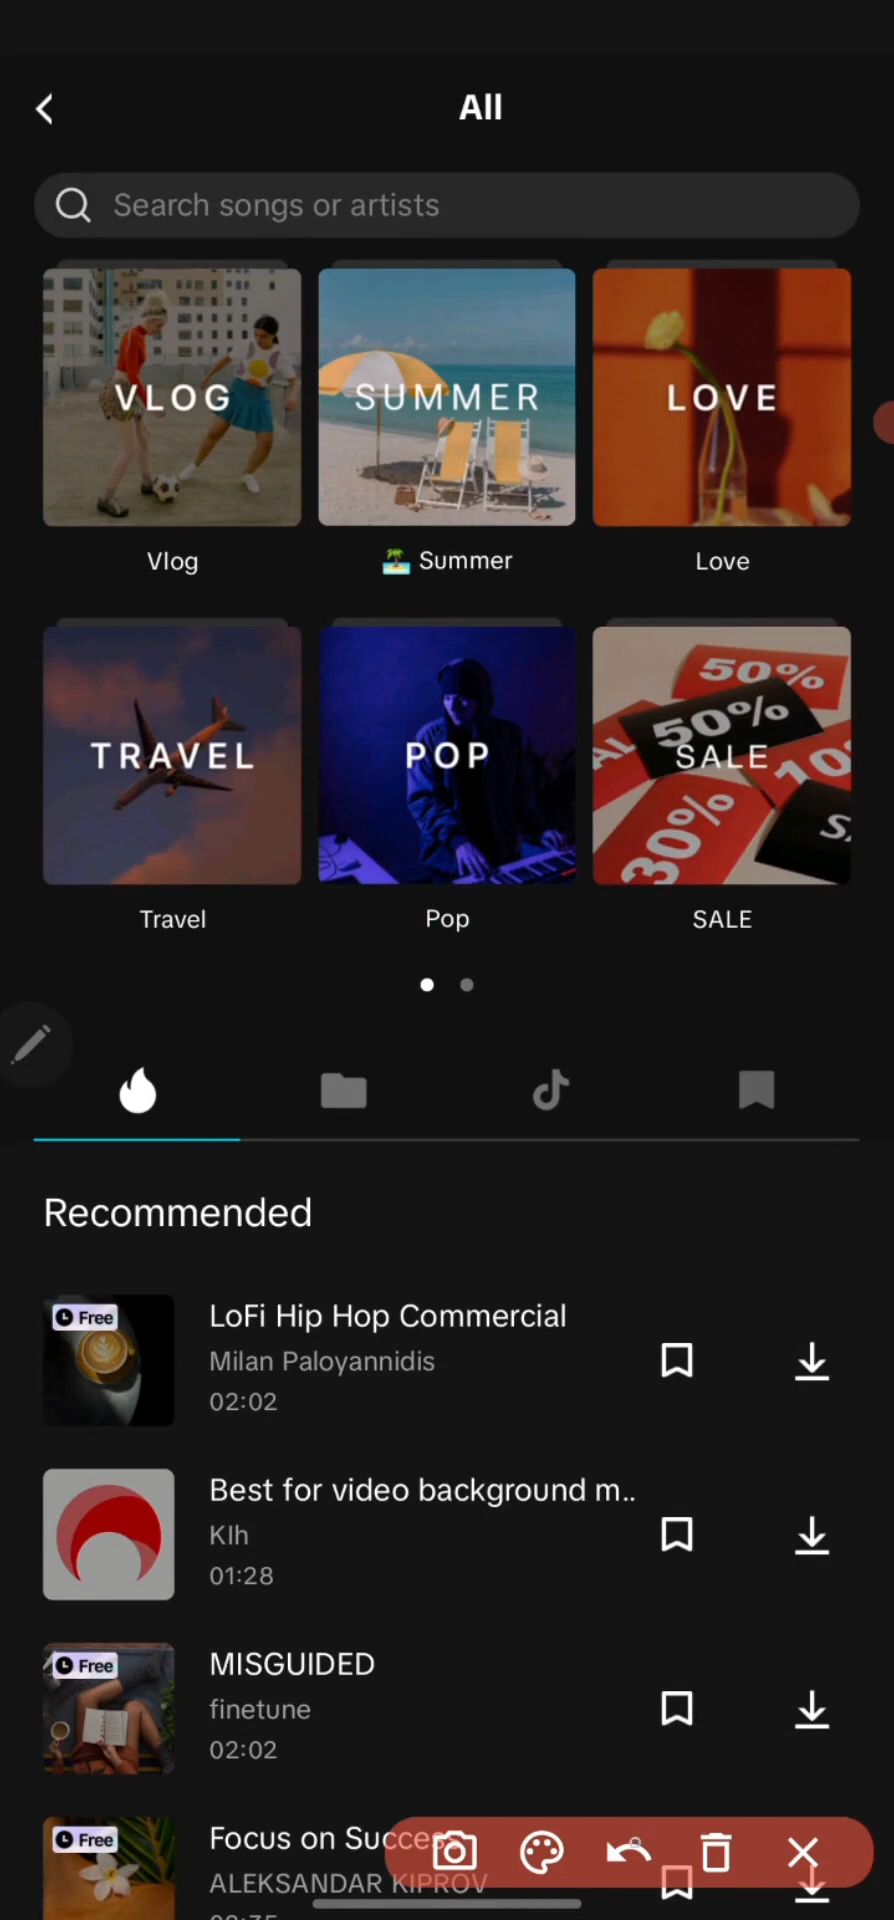 All
Search songs or artists
VLOG
SUMMER
LOVE
Vlog
🏝️ Summer
Love
TRAVEL
POP
50%
50%
AL
SALE
10
30%
S
Travel
Pop
SALE
Recommended
Free
LoFi Hip Hop Commercial
Milan Paloyannidis
02:02
Best for video background m..
Klh
01:28
Free
MISGUIDED
finetune
02:02
Free
Focus on Success
ALEKSANDAR KIPROV